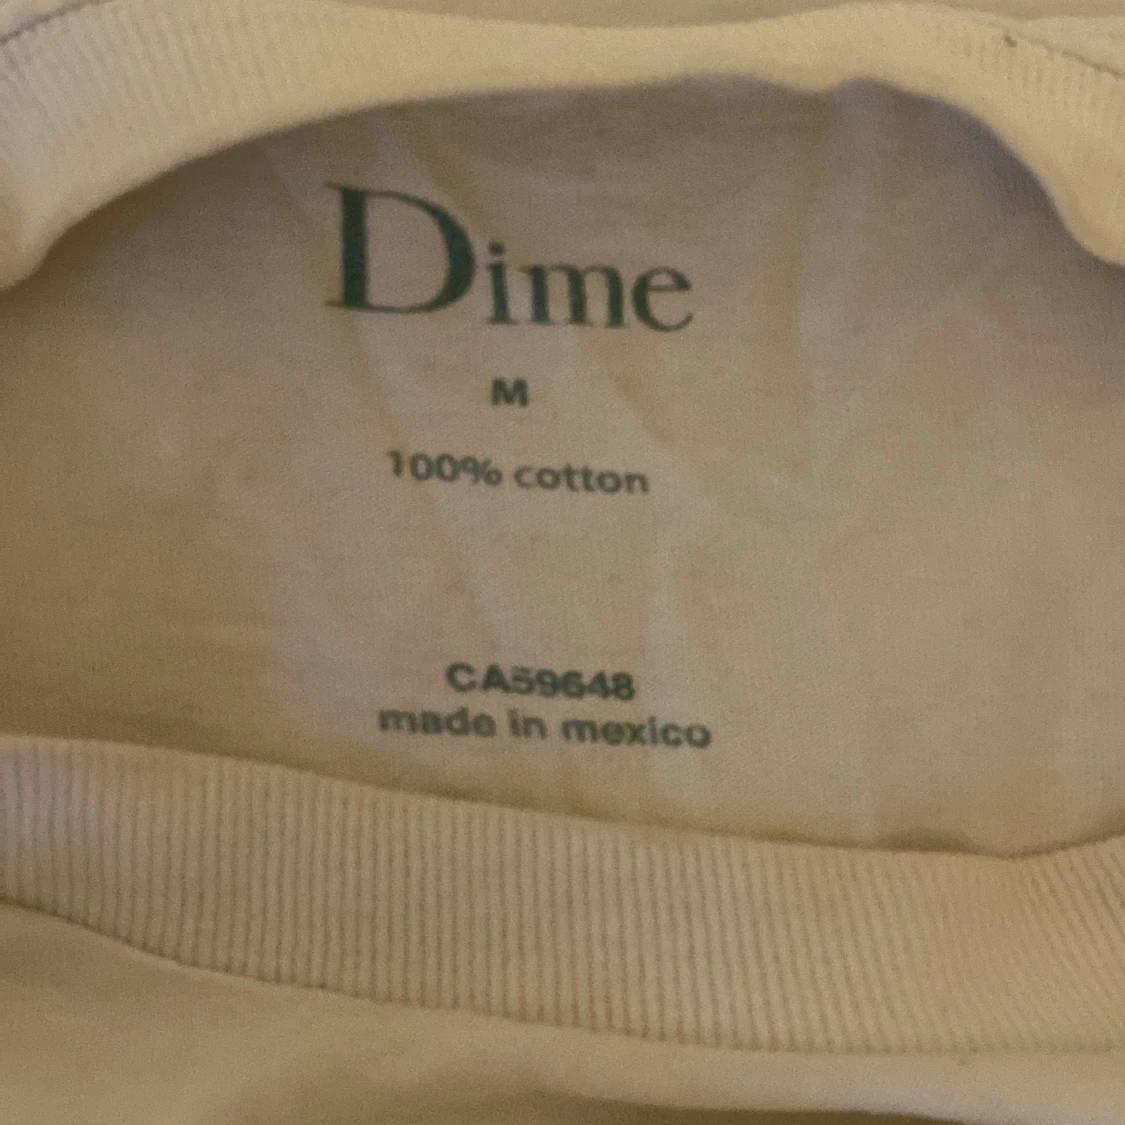 Dime
M
100% cotton
CA59648
made in mexico